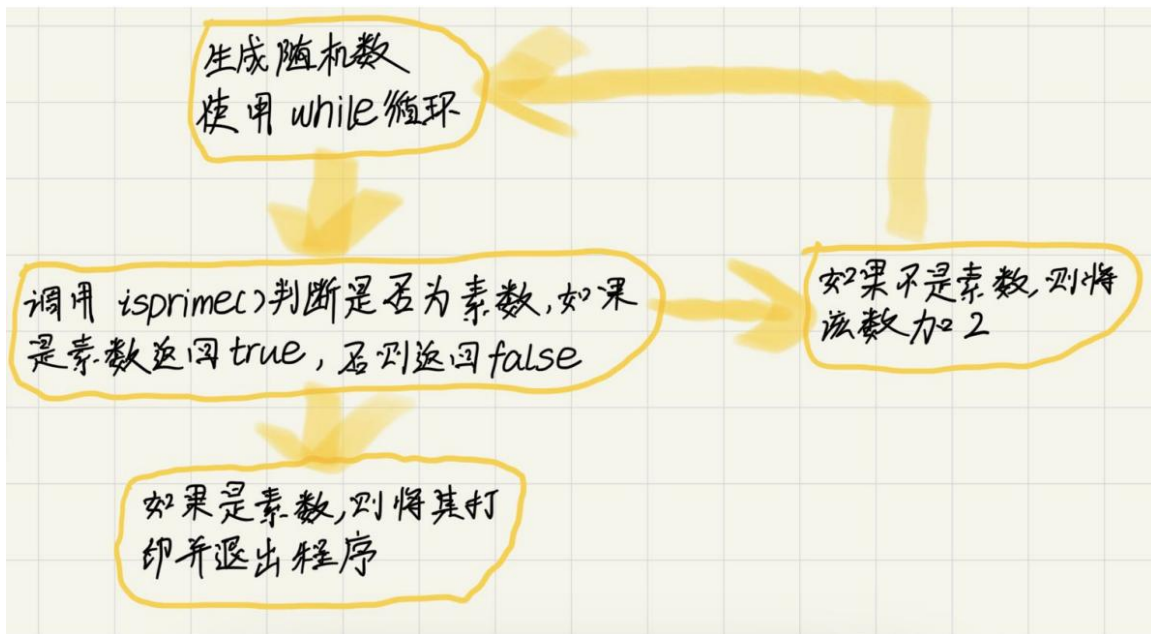 生成随机数
使用 while循环
调用 isprime()判断是否为素数,如果
是素数返回true,否则返回false
如果不是素数,则将
该数加2
如果是素数,则将其打
印并退出程序